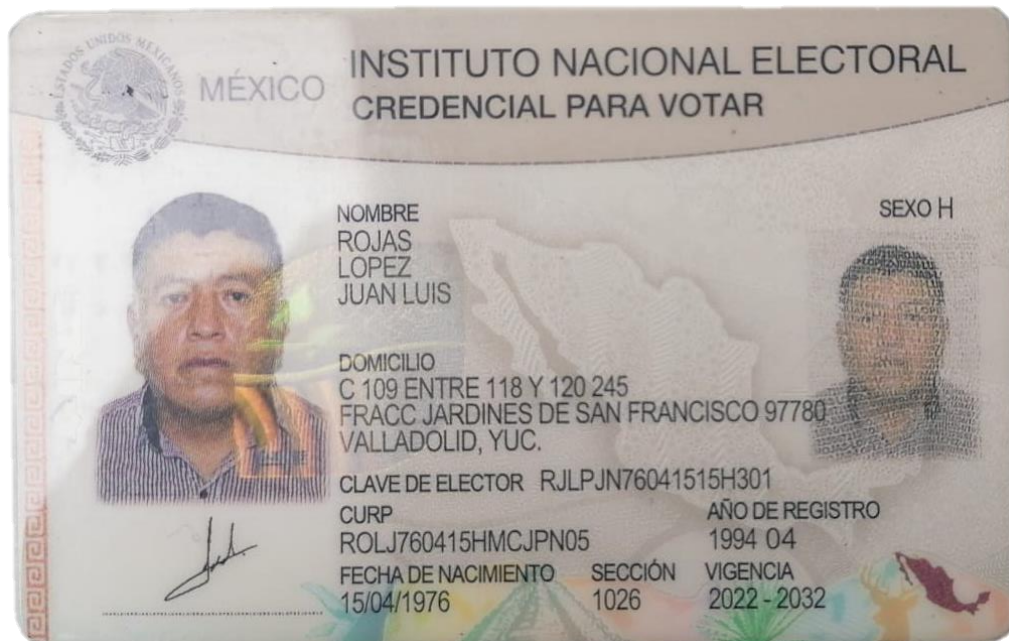 ESTADOS UNIDOS MEXICANOS
MÉXICO
INSTITUTO NACIONAL ELECTORAL
CREDENCIAL PARA VOTAR
NOMBRE
ROJAS
LOPEZ
JUAN LUIS
SEXO H
DOMICILIO
C 109 ENTRE 118 Y 120 245
FRACC JARDINES DE SAN FRANCISCO 97780
VALLADOLID, YUC.
CLAVE DE ELECTOR RJLPJN76041515H301
CURP
ROLJ760415HMCJPN05
AÑO DE REGISTRO
1994 04
FECHA DE NACIMIENTO
15/04/1976
SECCIÓN
1026
VIGENCIA
2022 - 2032